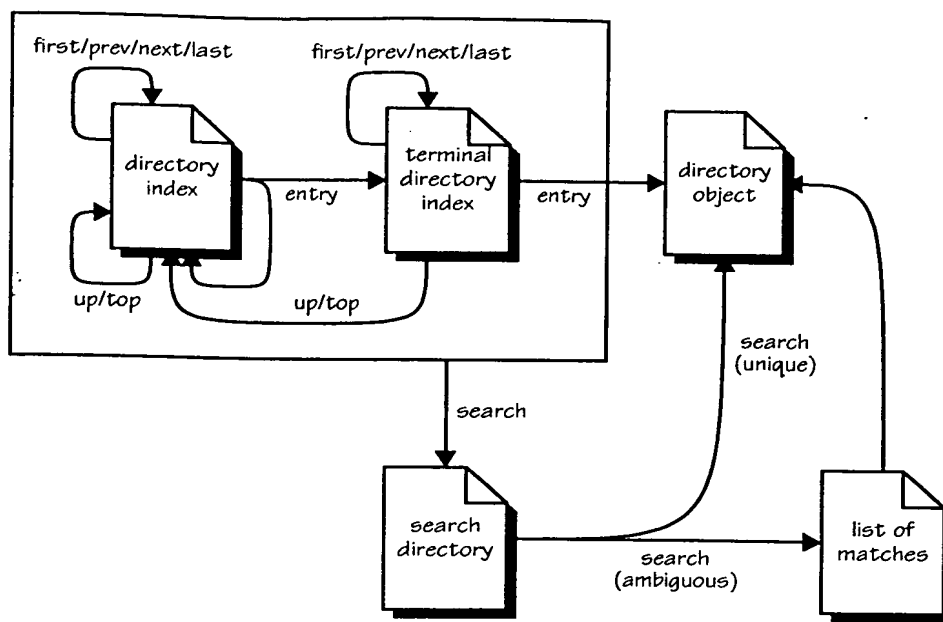 first/prev/next/last
first/prev/next/last
directory
index
entry
terminal
directory
index
entry
directory
object
up/top
up/top
search
(unique)
search
search
directory
search
(ambiguous)
list of
matches